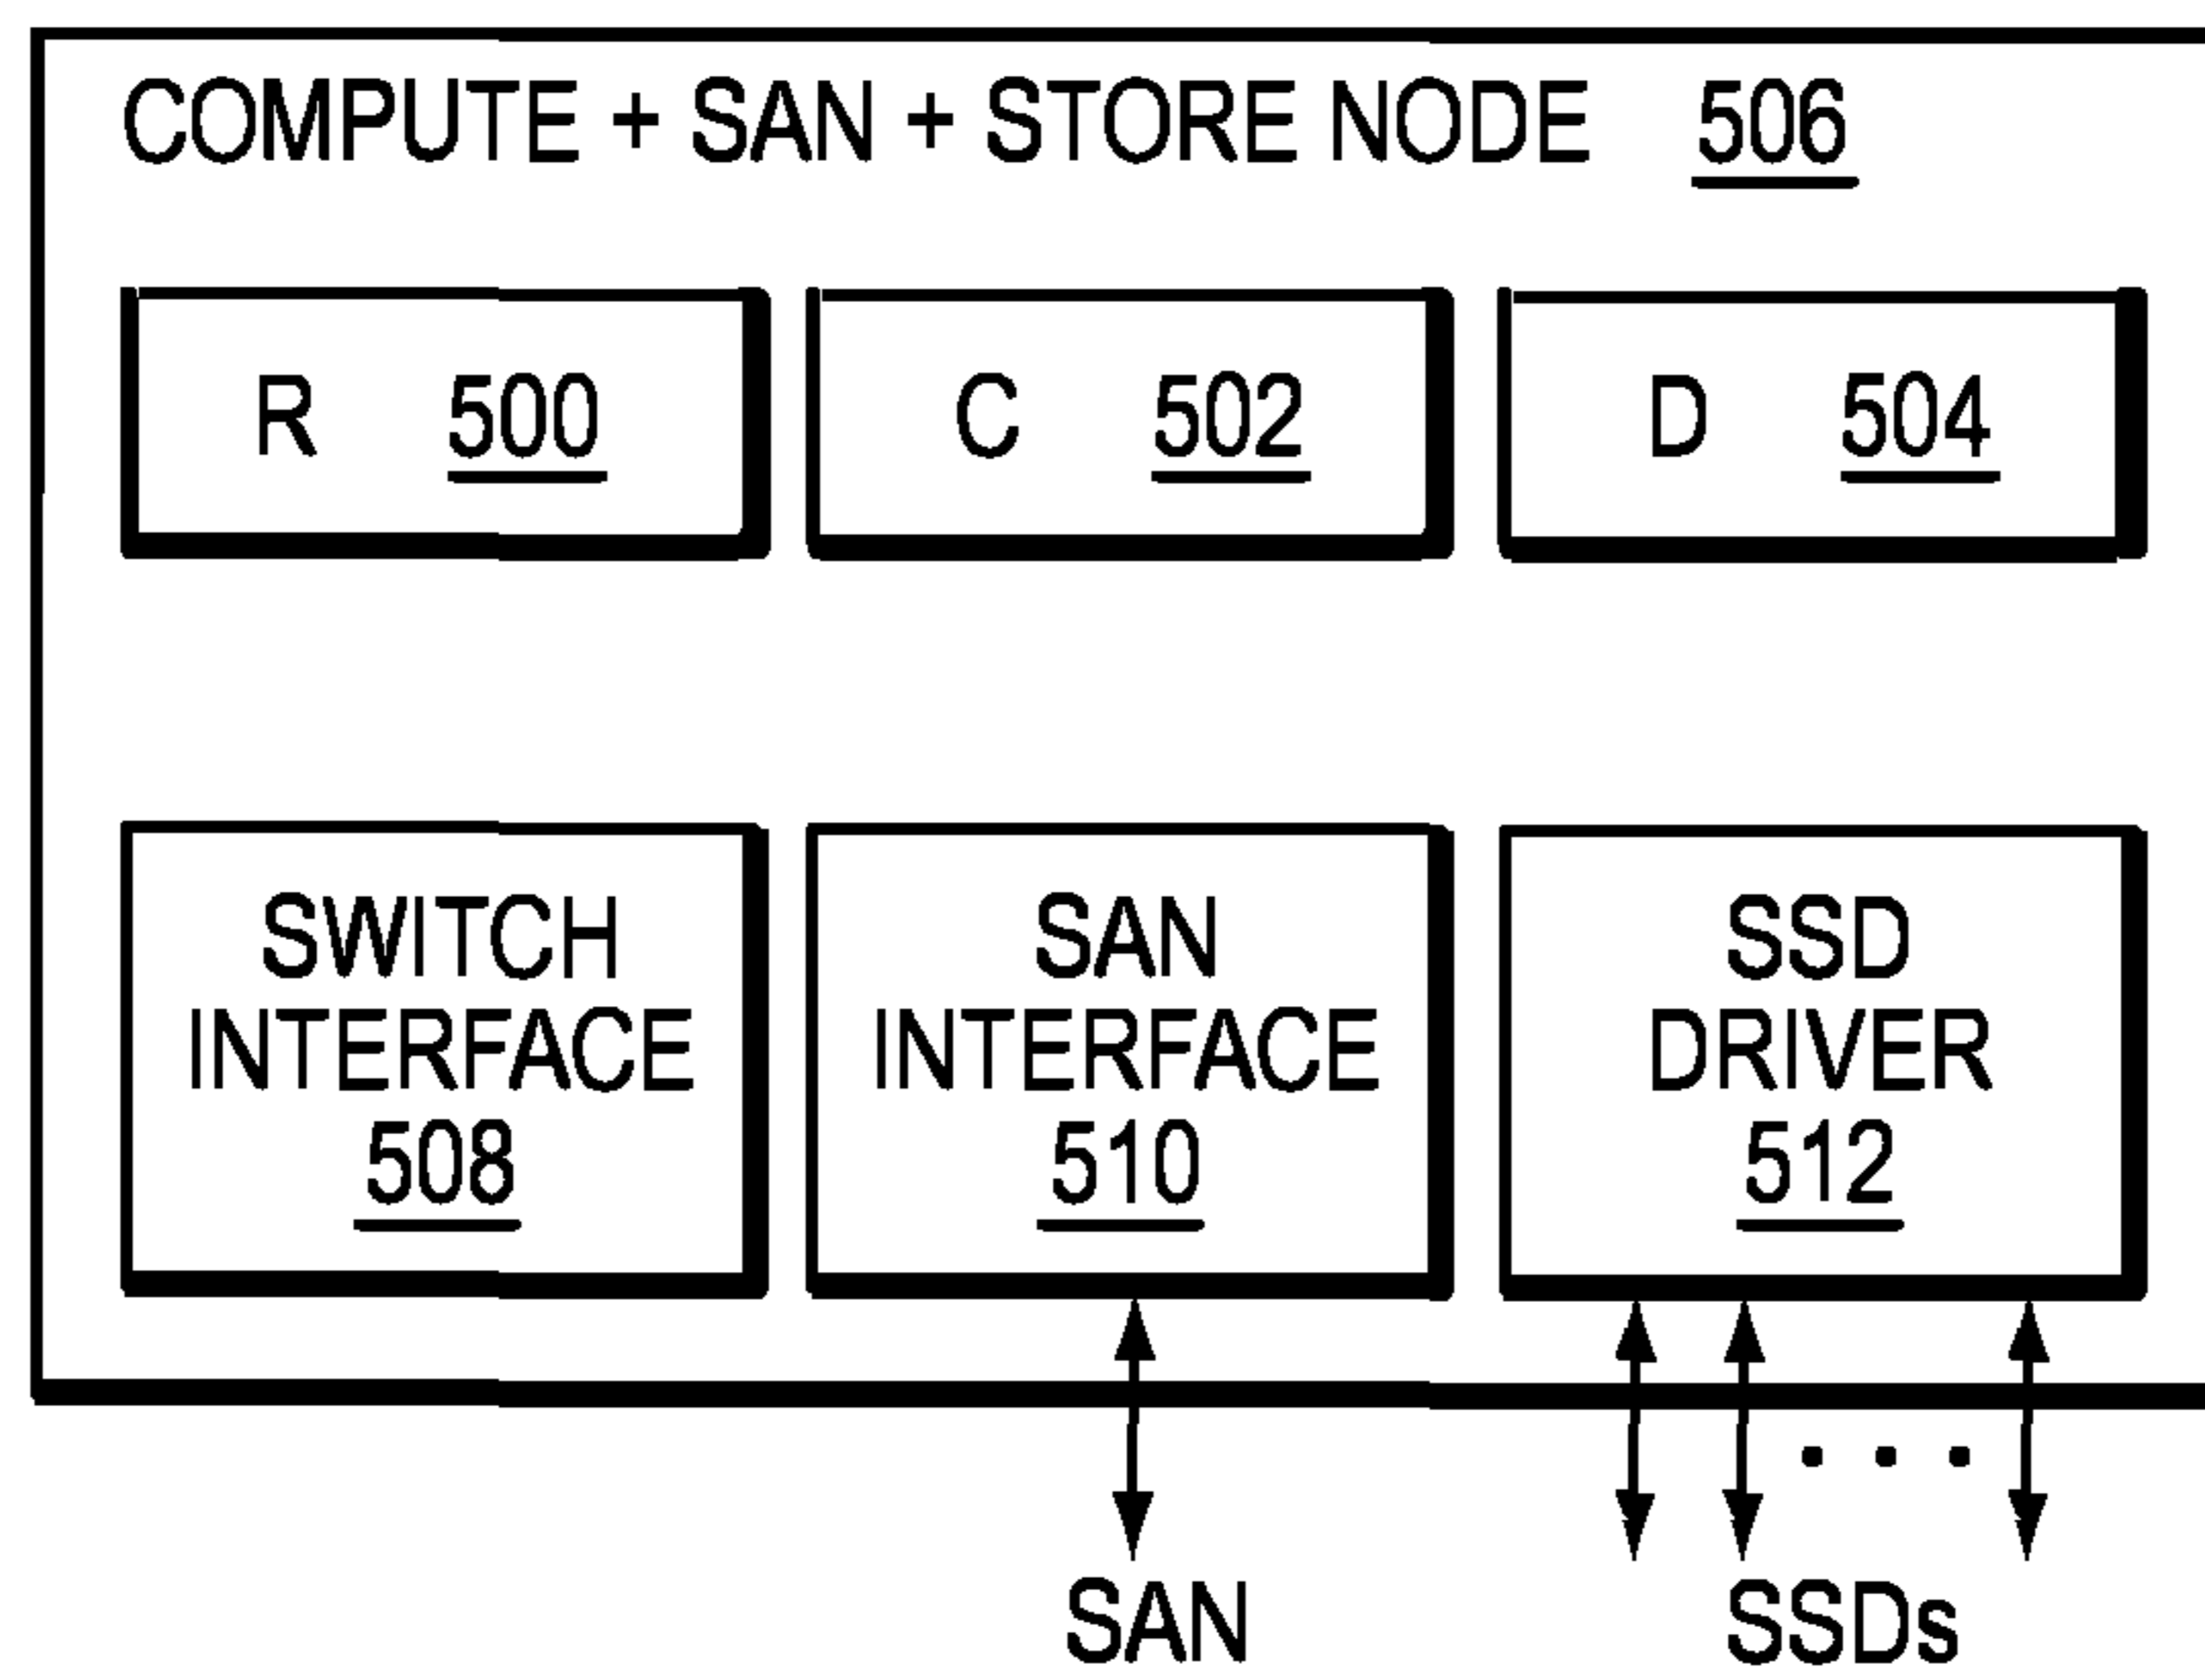 COMPUTE + SAN + STORE NODE 506
R 500
C 502
D 504
SWITCH
INTERFACE
508
SAN
INTERFACE
510
SSD
DRIVER
512
SAN
SSDs